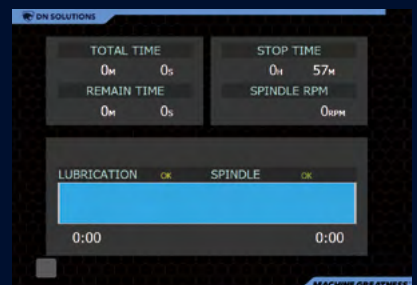 DN SOLUTIONS
TOTAL TIME
0M 0S
REMAIN TIME
0M 0S
STOP TIME
0H 57M
SPINDLE RPM
0RPM
LUBRICATION OK SPINDLE OK
0:00 0:00
MACHINE GREATNESS